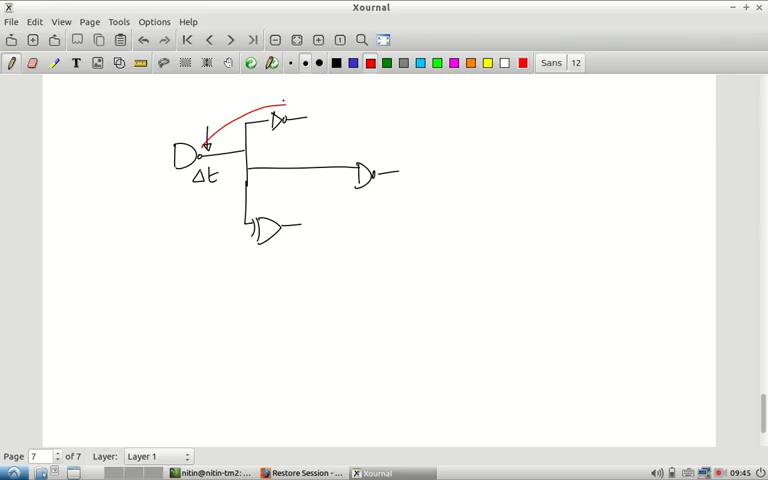 Xournal
File Edit View Page Tools Options Help
Sans 12
Δt
Page 7 of 7 Layer: Layer 1
nitin@nitin-tm2: ... Restore Session - ... Xournal 09:45